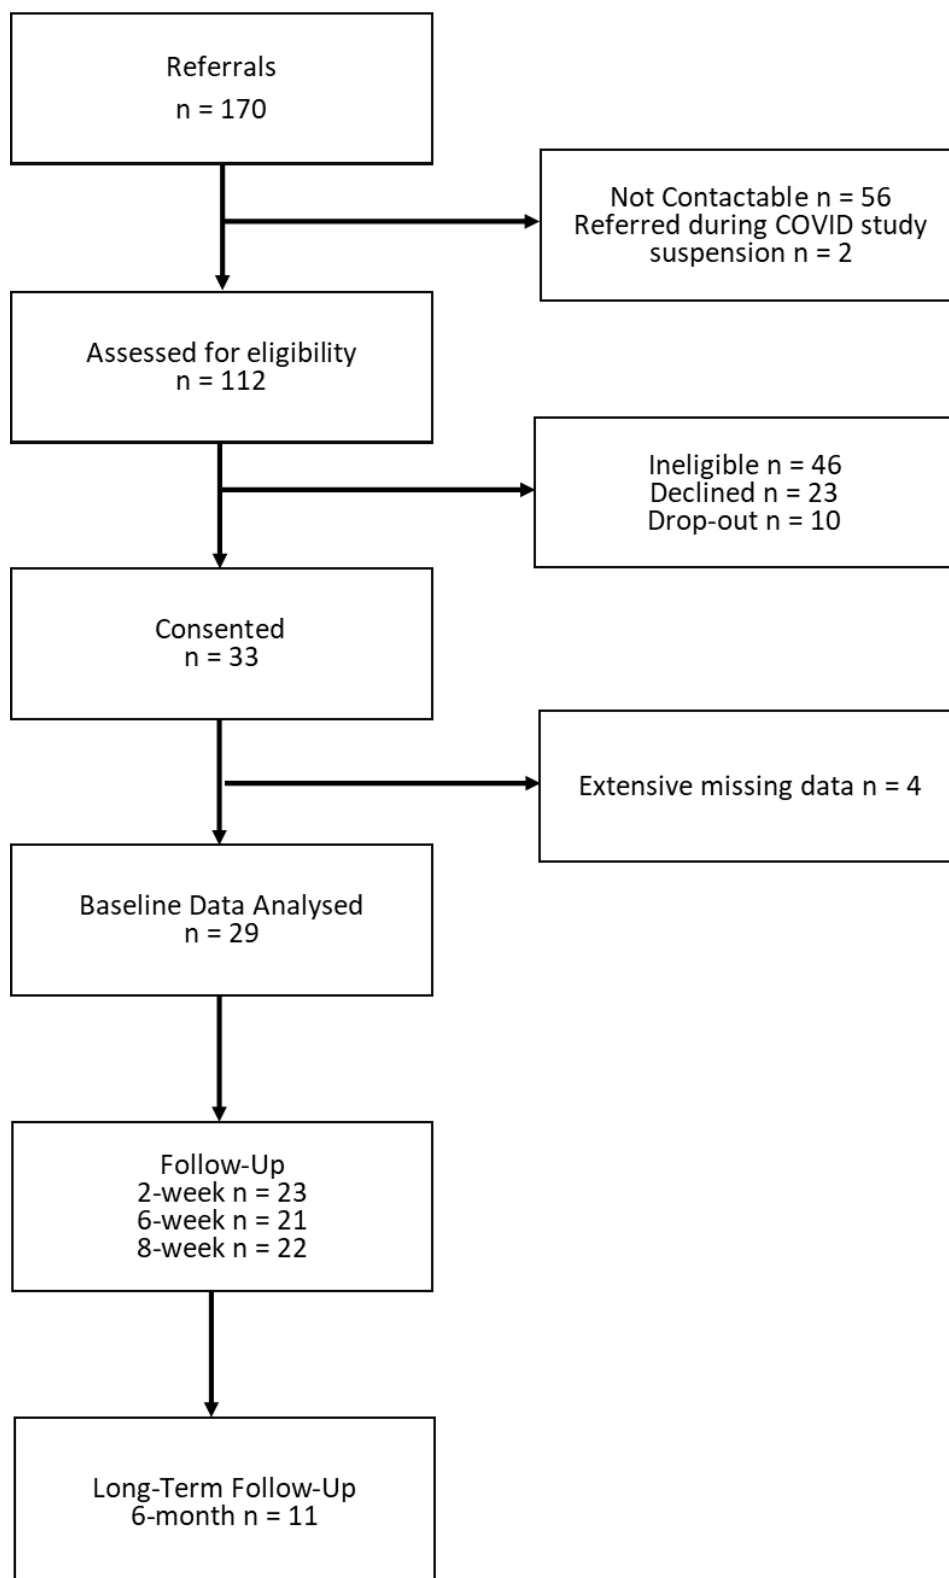 Referrals
n = 170
Not Contactable n = 56
Referred during COVID study
suspension n = 2
Assessed for eligibility
n = 112
Ineligible n = 46
Declined n = 23
Drop-out n = 10
Consented
n = 33
Extensive missing data n = 4
Baseline Data Analysed
n = 29
Follow-Up
2-week n = 23
6-week n = 21
8-week n = 22
Long-Term Follow-Up
6-month n = 11